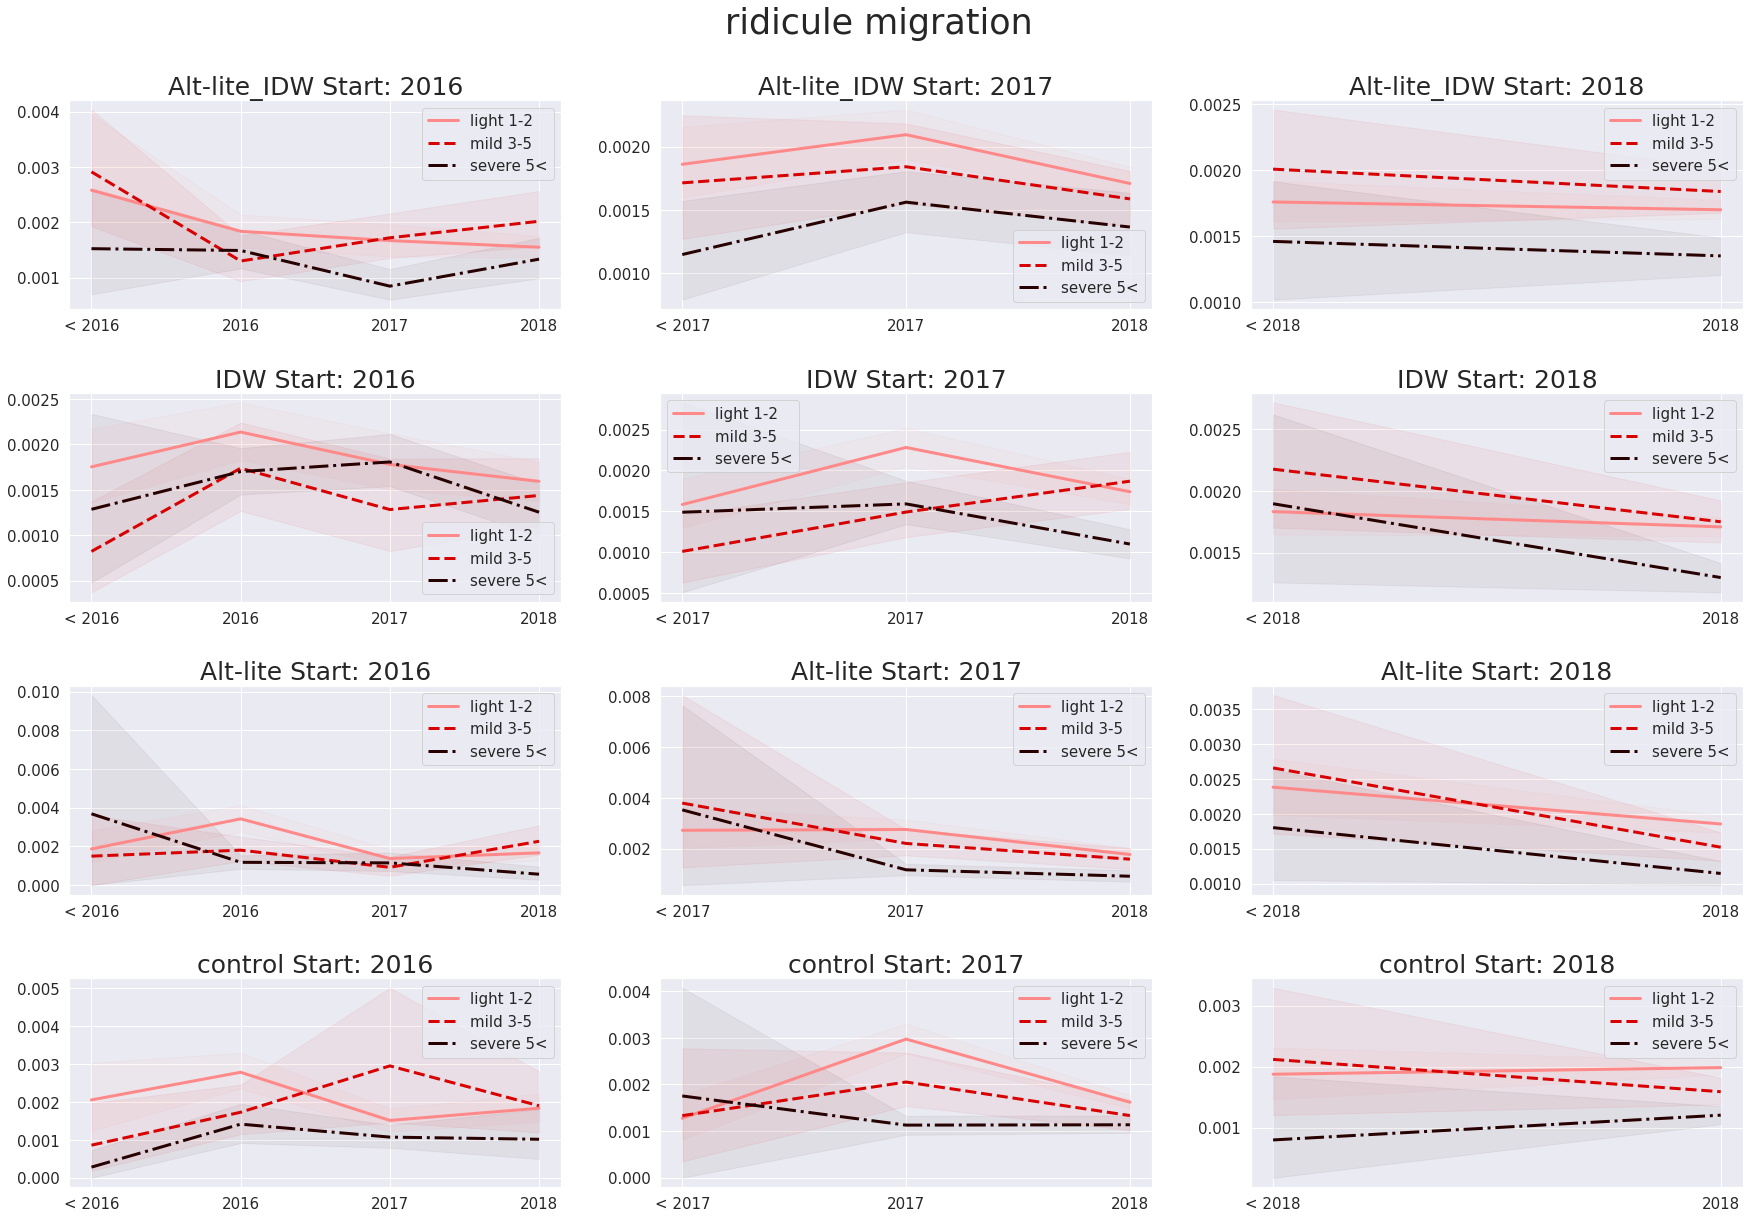 ridicule migration
Alt-lite_IDW Start: 2016
0.004
0.003
0.002
0.001
light 1-2
mild 3-5
severe 5<
< 2016
2016
2017
2018
Alt-lite_IDW Start: 2017
0.0020
0.0015
0.0010
light 1-2
mild 3-5
severe 5<
< 2017
2017
2018
Alt-lite_IDW Start: 2018
0.0025
0.0020
0.0015
0.0010
light 1-2
mild 3-5
severe 5<
< 2018
2018
IDW Start: 2016
0.0025
0.0020
0.0015
0.0010
0.0005
light 1-2
mild 3-5
severe 5<
< 2016
2016
2017
2018
IDW Start: 2017
0.0025
0.0020
0.0015
0.0010
0.0005
light 1-2
mild 3-5
severe 5<
< 2017
2017
2018
IDW Start: 2018
0.0025
0.0020
0.0015
light 1-2
mild 3-5
severe 5<
< 2018
2018
Alt-lite Start: 2016
0.010
0.008
0.006
0.004
0.002
0.000
light 1-2
mild 3-5
severe 5<
< 2016
2016
2017
2018
Alt-lite Start: 2017
0.008
0.006
0.004
0.002
light 1-2
mild 3-5
severe 5<
< 2017
2017
2018
Alt-lite Start: 2018
0.0035
0.0030
0.0025
0.0020
0.0015
0.0010
light 1-2
mild 3-5
severe 5<
< 2018
2018
control Start: 2016
0.005
0.004
0.003
0.002
0.001
0.000
light 1-2
mild 3-5
severe 5<
< 2016
2016
2017
2018
control Start: 2017
0.004
0.003
0.002
0.001
0.000
light 1-2
mild 3-5
severe 5<
< 2017
2017
2018
control Start: 2018
0.003
0.002
0.001
light 1-2
mild 3-5
severe 5<
< 2018
2018